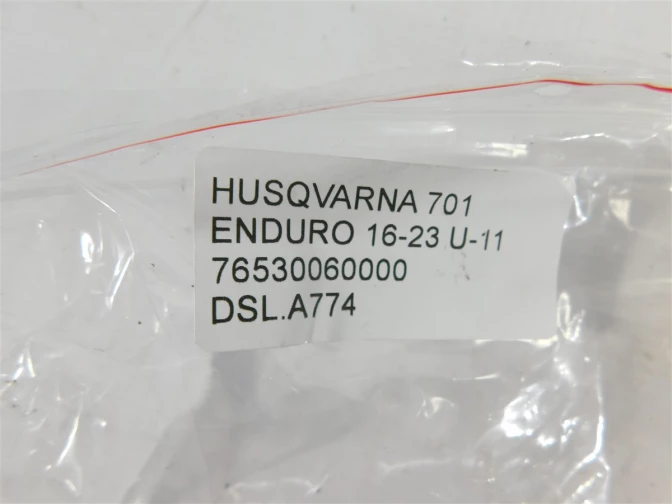 HUSQVARNA 701
ENDURO 16-23 U-11
76530060000
DSL.A774